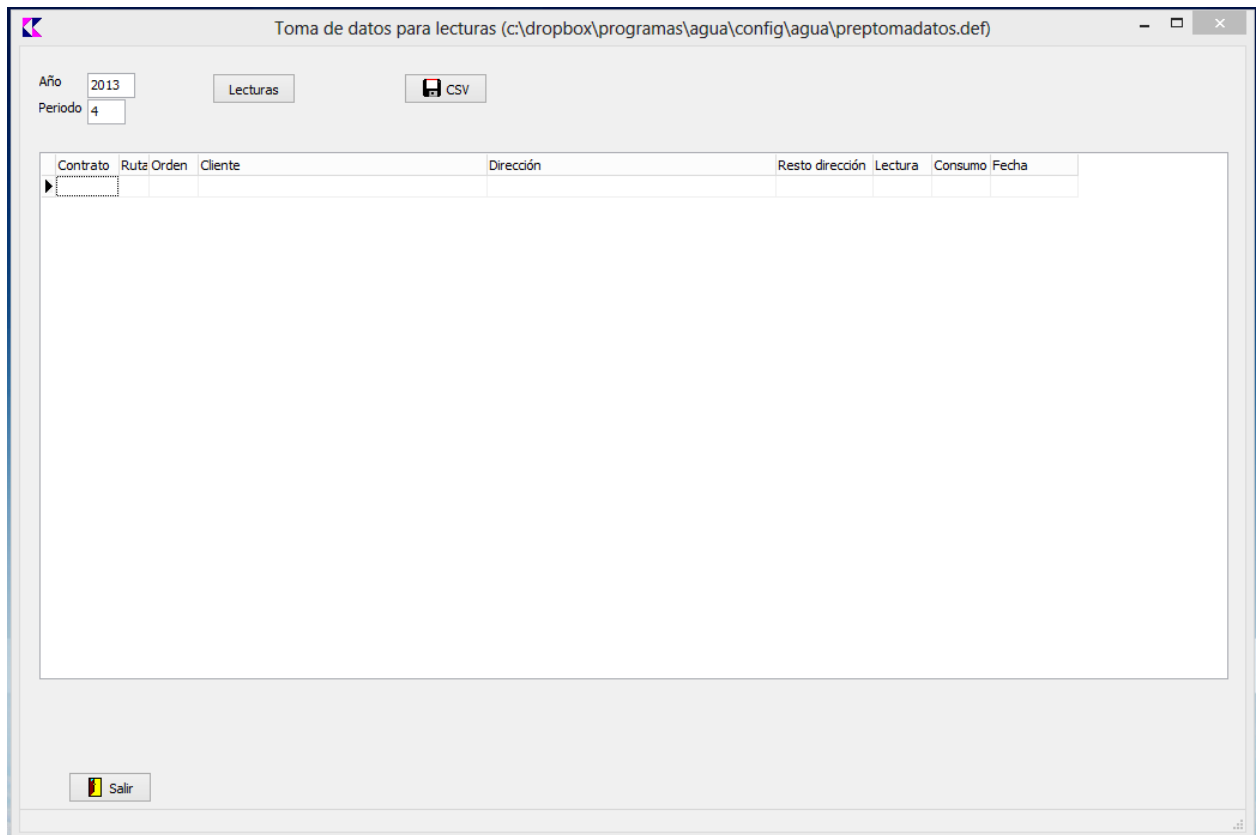 Toma de datos para lecturas (c:\dropbox\programas\agua\config\agua\preptomadatos.def)
Año 2013 Lecturas CSV
Periodo 4
Contrato Ruta Orden Cliente Dirección Resto dirección Lectura Consumo Fecha
Salir